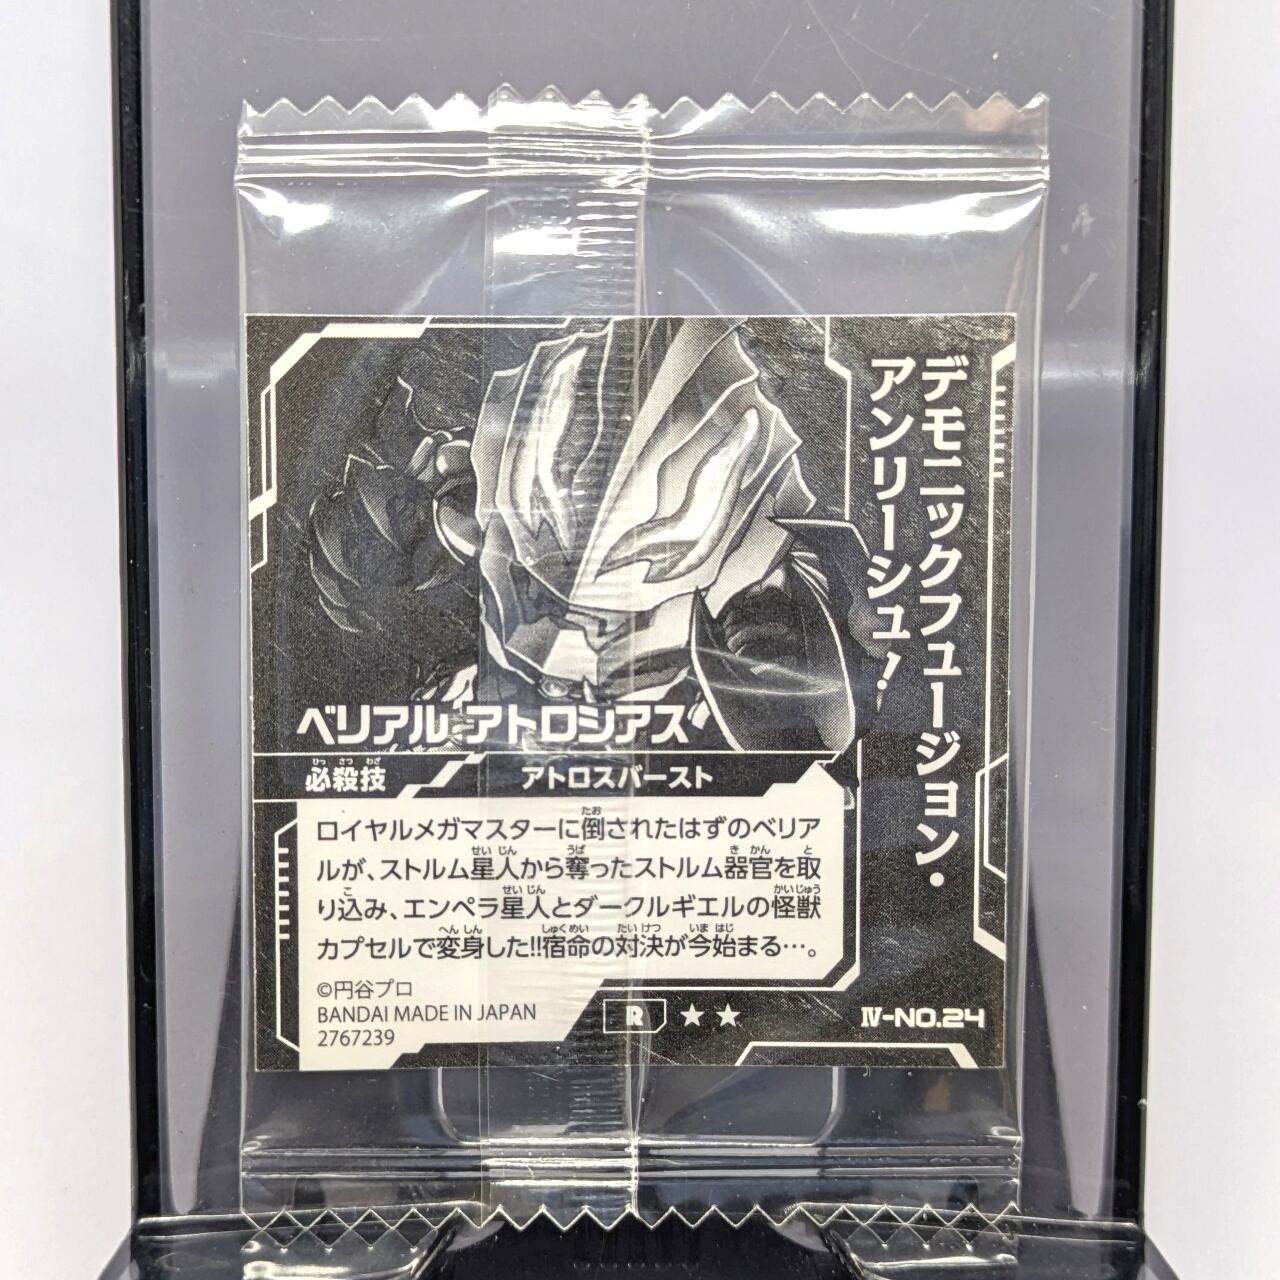 デモニックフュージョン・
アンリーシュ！
ベリアル アトロシアス
ひっ さつ わざ
必殺技
アトロスバースト
たお
ロイヤルメガマスターに倒されたはずのベリア
せい じん うば き かん と
ルが、ストルム星人から奪ったストルム器官を取
こ せい じん かいじゅう
り込み、エンペラ星人とダークルギエルの怪獣
へん しん しゅくめい たい けつ いま はじ
カプセルで変身した!!宿命の対決が今始まる…。
©円谷プロ
BANDAI MADE IN JAPAN
2767239
R ★★
Ⅳ-NO.24